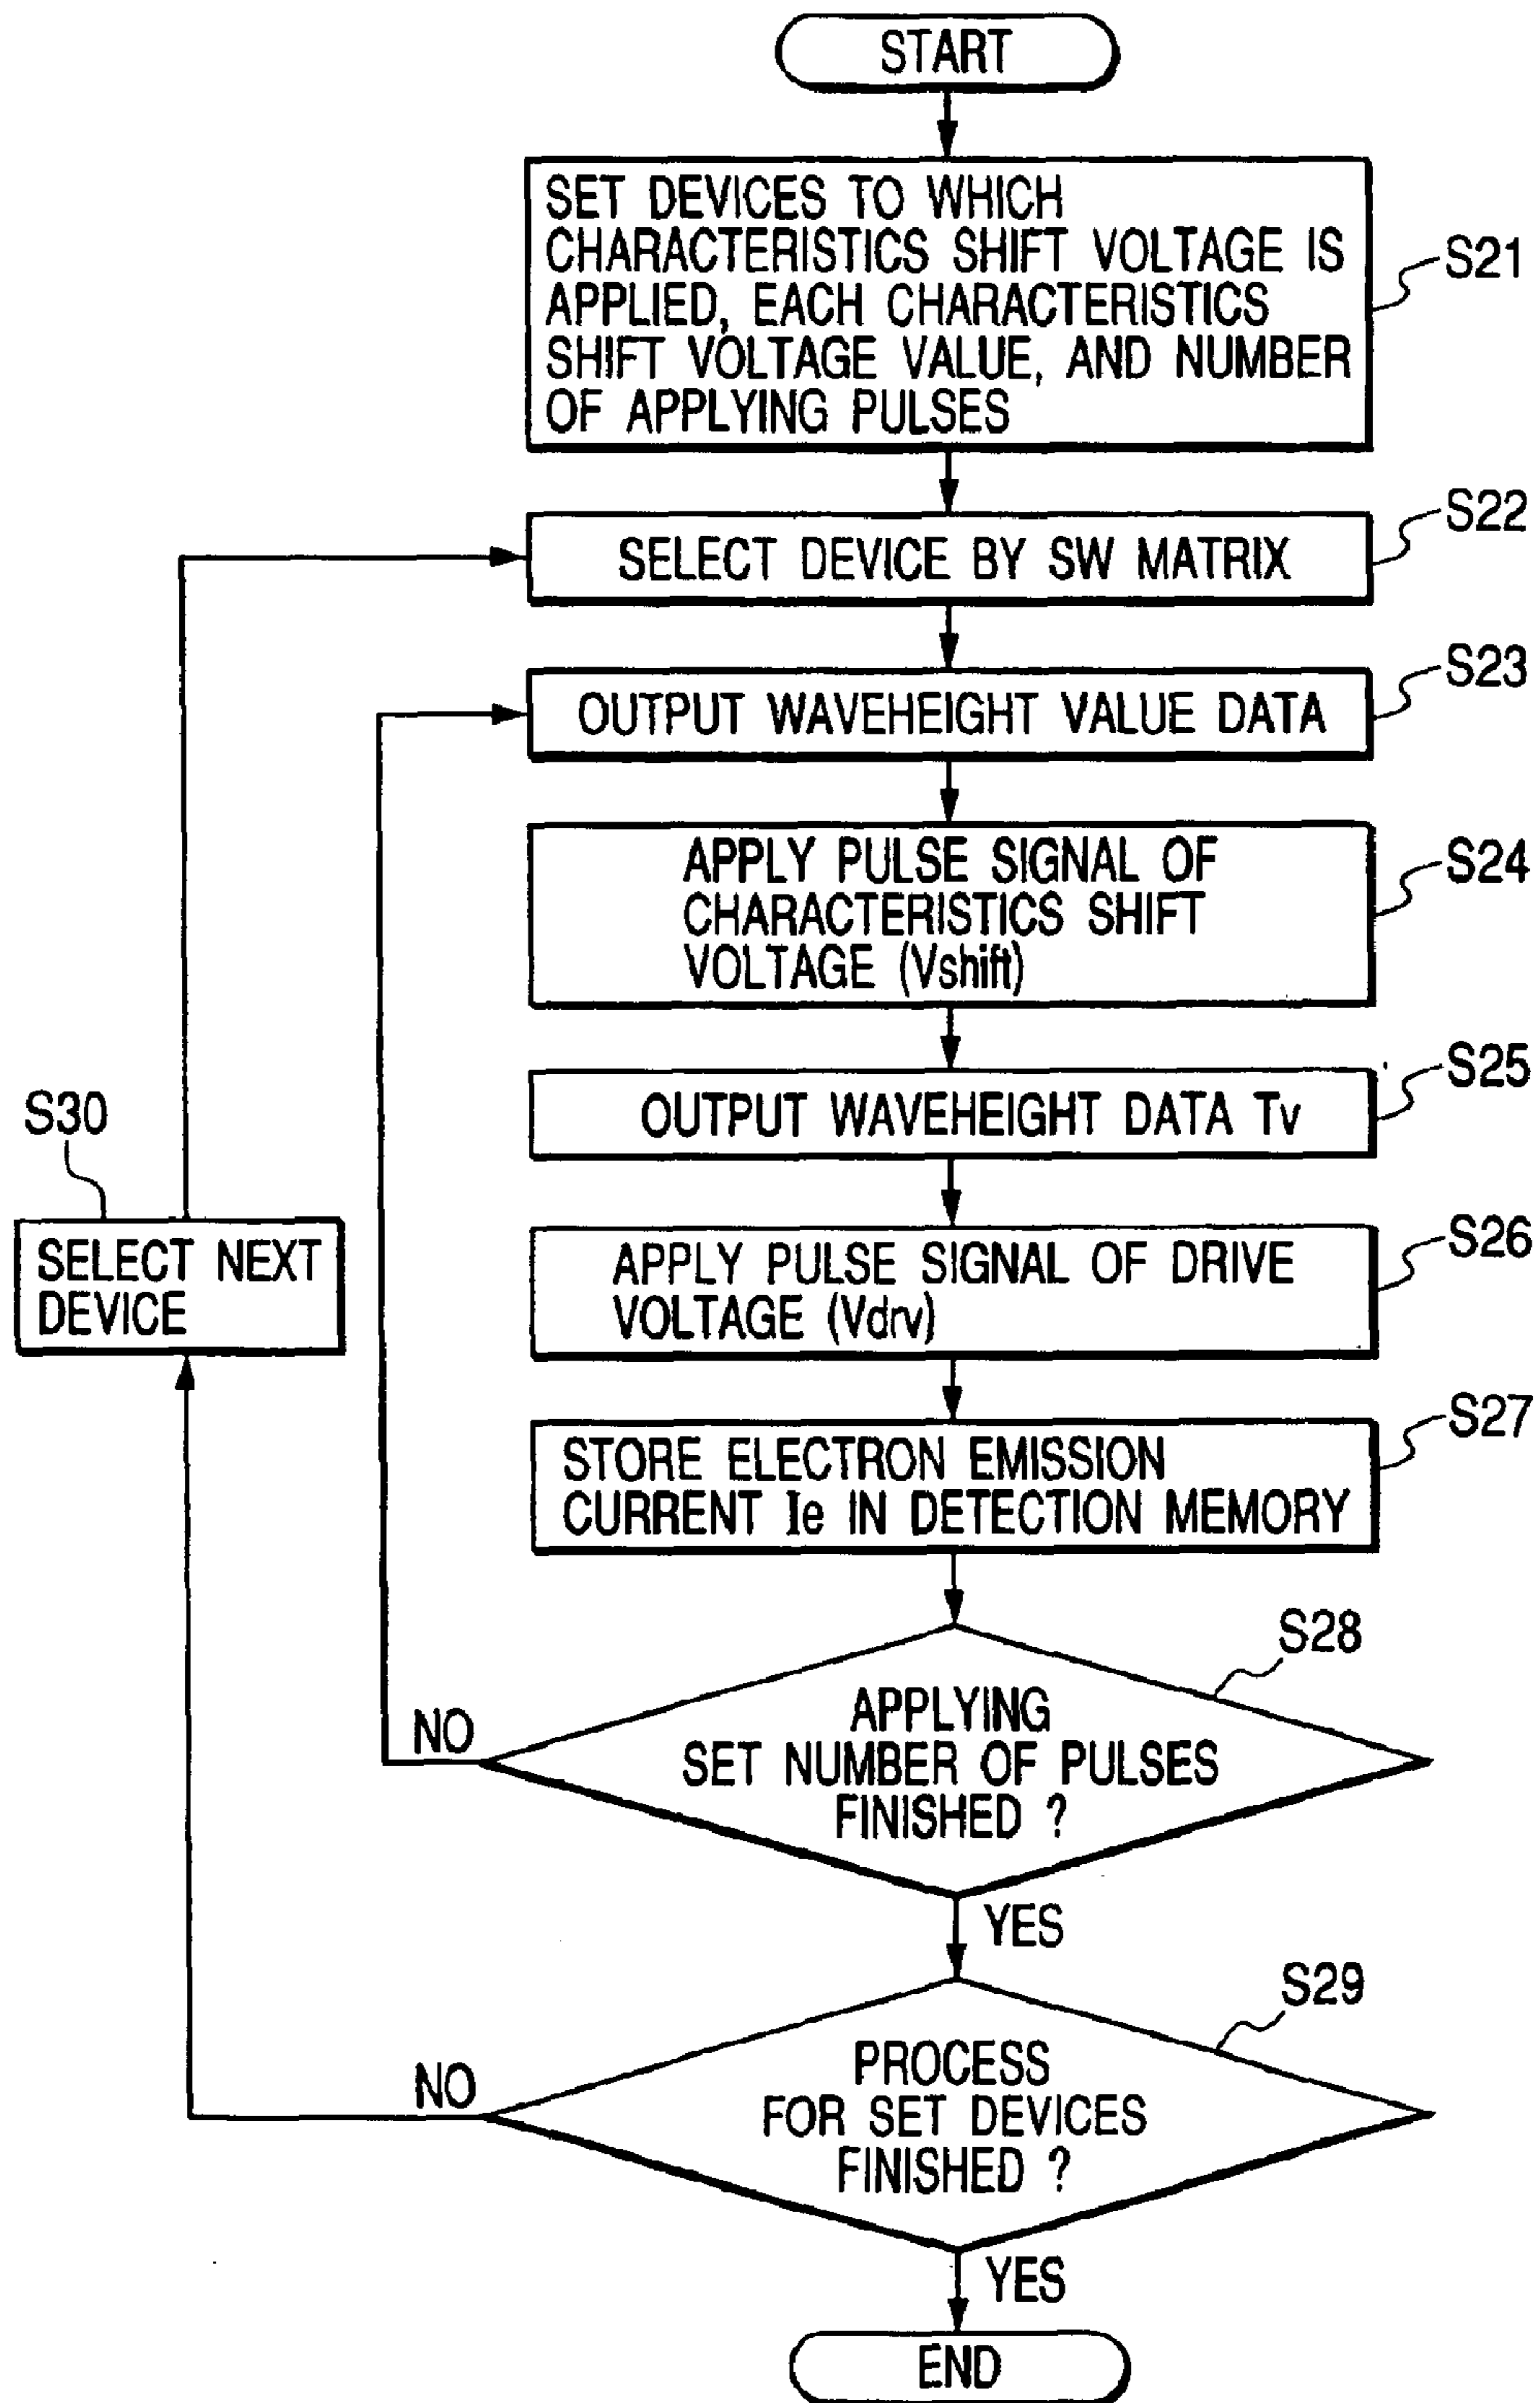 START
SET DEVICES TO WHICH
CHARACTERISTICS SHIFT VOLTAGE IS
APPLIED, EACH CHARACTERISTICS
SHIFT VOLTAGE VALUE, AND NUMBER
OF APPLYING PULSES
S21
SELECT DEVICE BY SW MATRIX
S22
OUTPUT WAVEHEIGHT VALUE DATA
S23
APPLY PULSE SIGNAL OF
CHARACTERISTICS SHIFT
VOLTAGE (Vshift)
S24
OUTPUT WAVEHEIGHT DATA Tv
S25
S30
SELECT NEXT
DEVICE
APPLY PULSE SIGNAL OF DRIVE
VOLTAGE (Vdrv)
S26
STORE ELECTRON EMISSION
CURRENT Ie IN DETECTION MEMORY
S27
APPLYING
SET NUMBER OF PULSES
FINISHED ?
S28
NO
YES
PROCESS
FOR SET DEVICES
FINISHED ?
S29
NO
YES
END